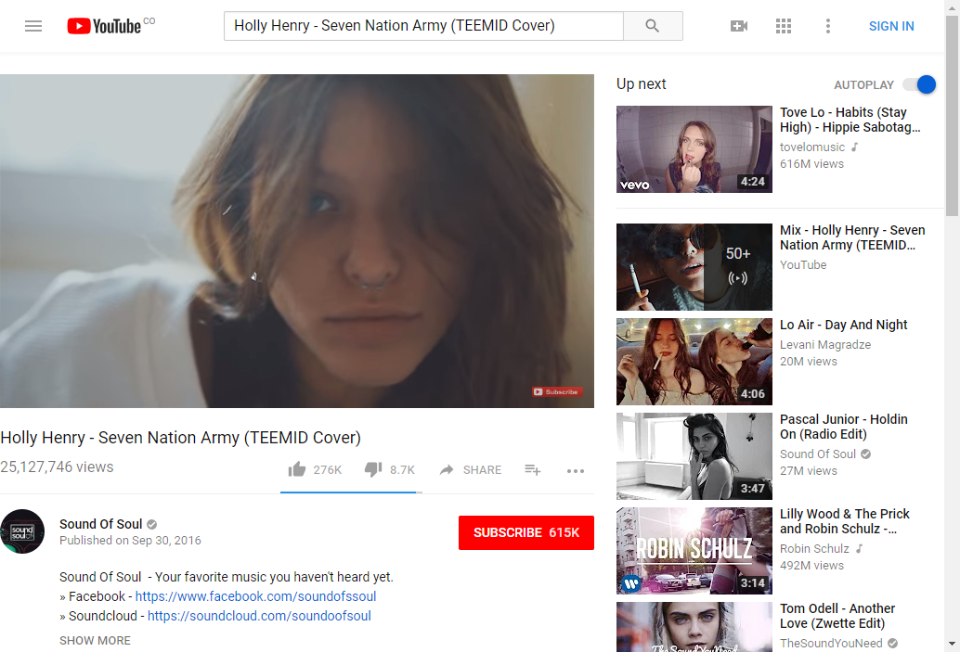 YouTube CO
Holly Henry - Seven Nation Army (TEEMID Cover)
SIGN IN
Subscribe
Holly Henry - Seven Nation Army (TEEMID Cover)
25,127,746 views
276K
8.7K
SHARE
sound
soul
Sound Of Soul
Published on Sep 30, 2016
SUBSCRIBE 615K
Sound Of Soul - Your favorite music you haven't heard yet.
» Facebook - https://www.facebook.com/soundofssoul
» Soundcloud - https://soundcloud.com/soundoofsoul
SHOW MORE
Up next
AUTOPLAY
vevo
4:24
Tove Lo - Habits (Stay
High) - Hippie Sabotag...
tovelomusic
616M views
50+
Mix - Holly Henry - Seven
Nation Army (TEEMID...
YouTube
4:06
Lo Air - Day And Night
Levani Magradze
20M views
3:47
Pascal Junior - Holdin
On (Radio Edit)
Sound Of Soul
27M views
ROBIN SCHULZ
3:14
Lilly Wood & The Prick
and Robin Schulz -...
Robin Schulz
492M views
TheSoundYouNeed
Tom Odell - Another
Love (Zwette Edit)
TheSoundYouNeed